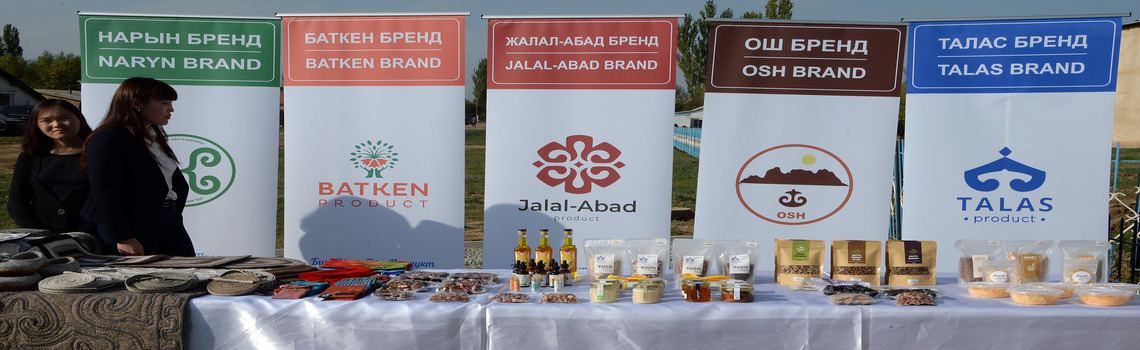 НАРЫН БРЕНД
NARYN BRAND
БАТКЕН БРЕНД
BATKEN BRAND
BATKEN
PRODUCT
ЖАЛАЛ-АБАД БРЕНД
JALAL-ABAD BRAND
Jalal-Abad
product
ОШ БРЕНД
OSH BRAND
OSH
ТАЛАС БРЕНД
TALAS BRAND
TALAS
product